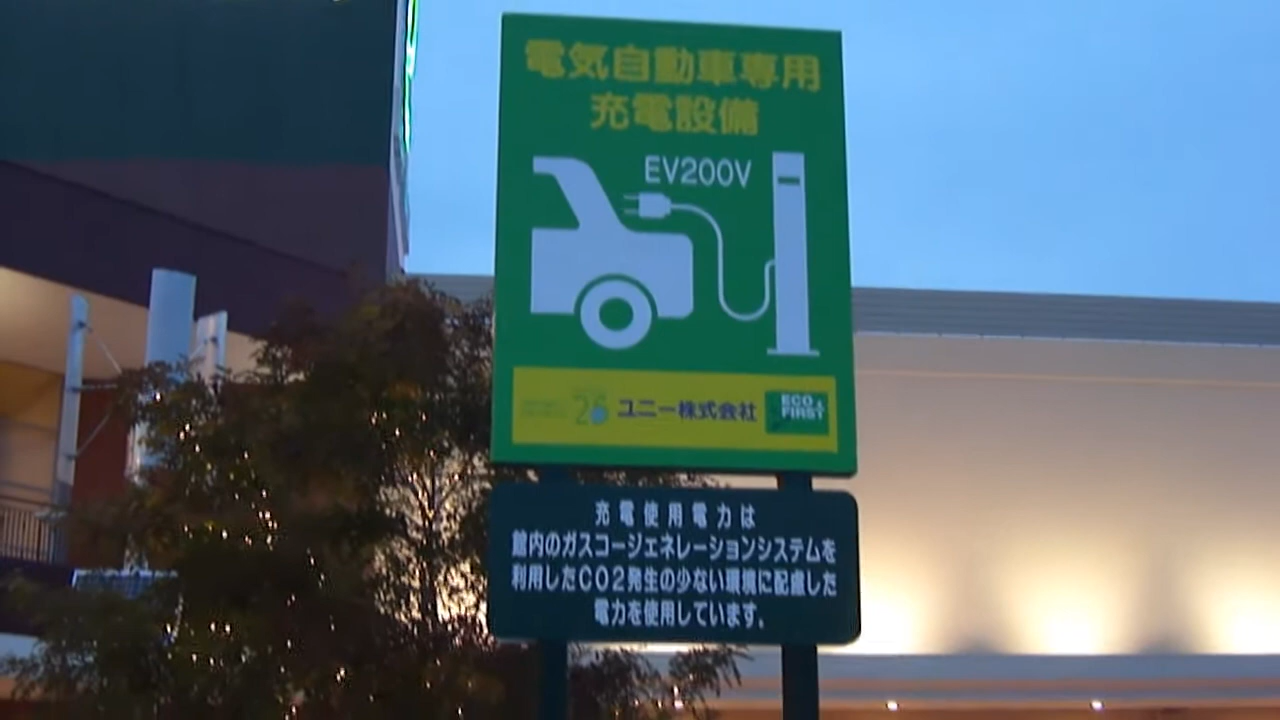 電気自動車専用
充電設備
EV200V
26 ユニー株式会社
ECO
FIRST
充電使用電力は
館内のガスコージェネレーションシステムを
利用したCO2発生の少ない環境に配慮した
電力を使用しています。